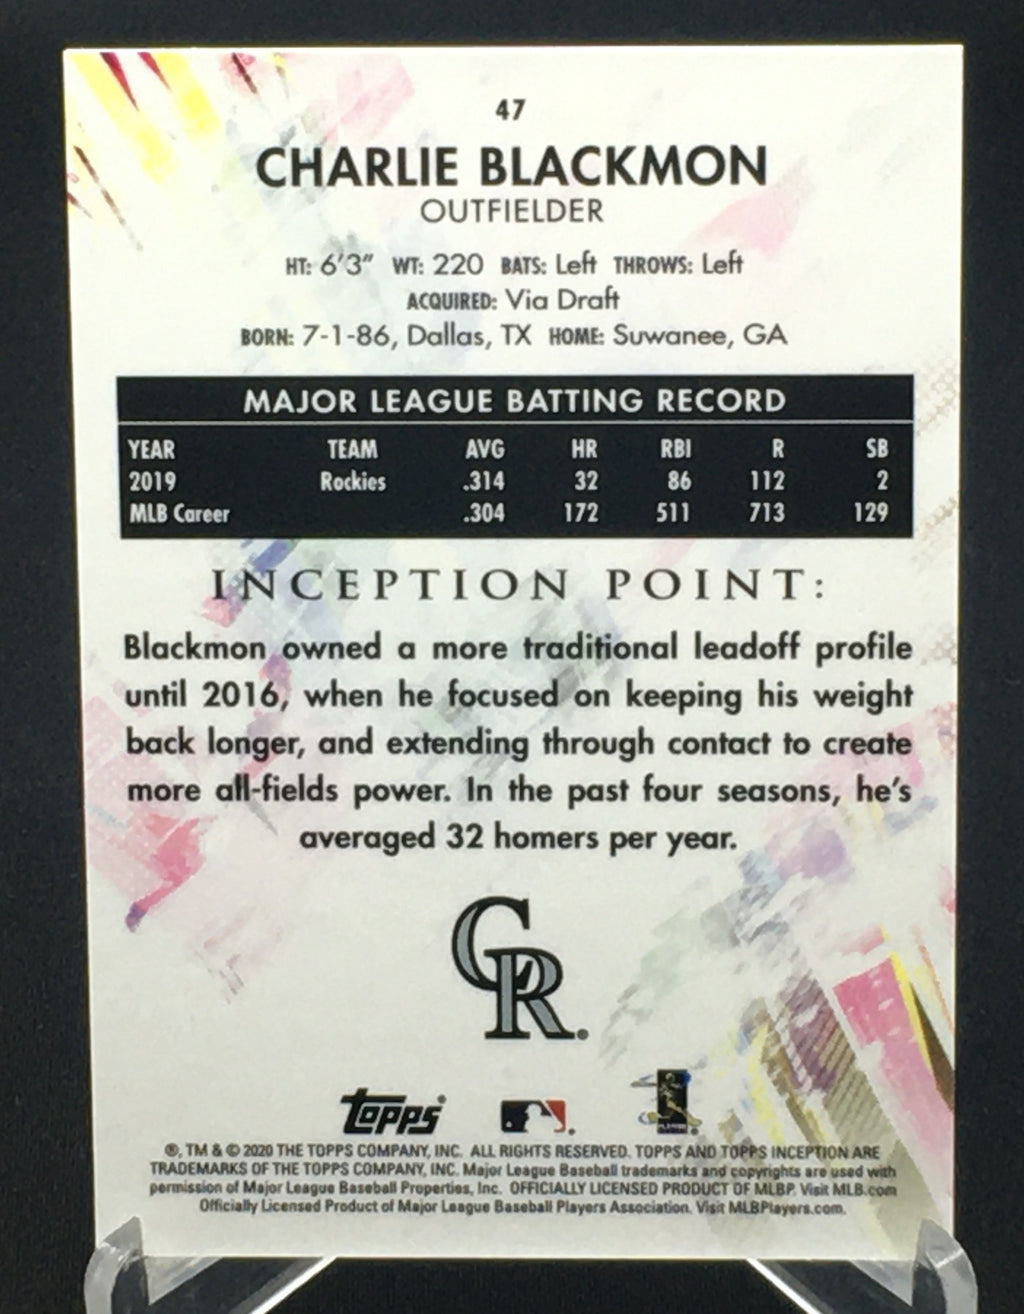 47
CHARLIE BLACKMON
OUTFIELDER
HT: 6'3" WT: 220 BATS: Left THROWS: Left
ACQUIRED: Via Draft
BORN: 7-1-86, Dallas, TX HOME: Suwanee, GA
MAJOR LEAGUE BATTING RECORD
YEAR TEAM AVG HR RBI R SB
2019 Rockies .314 32 86 112 2
MLB Career .304 172 511 713 129
INCEPTION POINT:
Blackmon owned a more traditional leadoff profile
until 2016, when he focused on keeping his weight
back longer, and extending through contact to create
more all-fields power. In the past four seasons, he's
averaged 32 homers per year.
CR®
Topps®
®, TM & © 2020 THE TOPPS COMPANY, INC. ALL RIGHTS RESERVED. TOPPS AND TOPPS INCEPTION ARE
TRADEMARKS OF THE TOPPS COMPANY, INC. Major League Baseball trademarks and copyrights are used with
permission of Major League Baseball Properties, Inc. OFFICIALLY LICENSED PRODUCT OF MLBP. Visit MLB.com
Officially Licensed Product of Major League Baseball Players Association. Visit MLBPlayers.com.